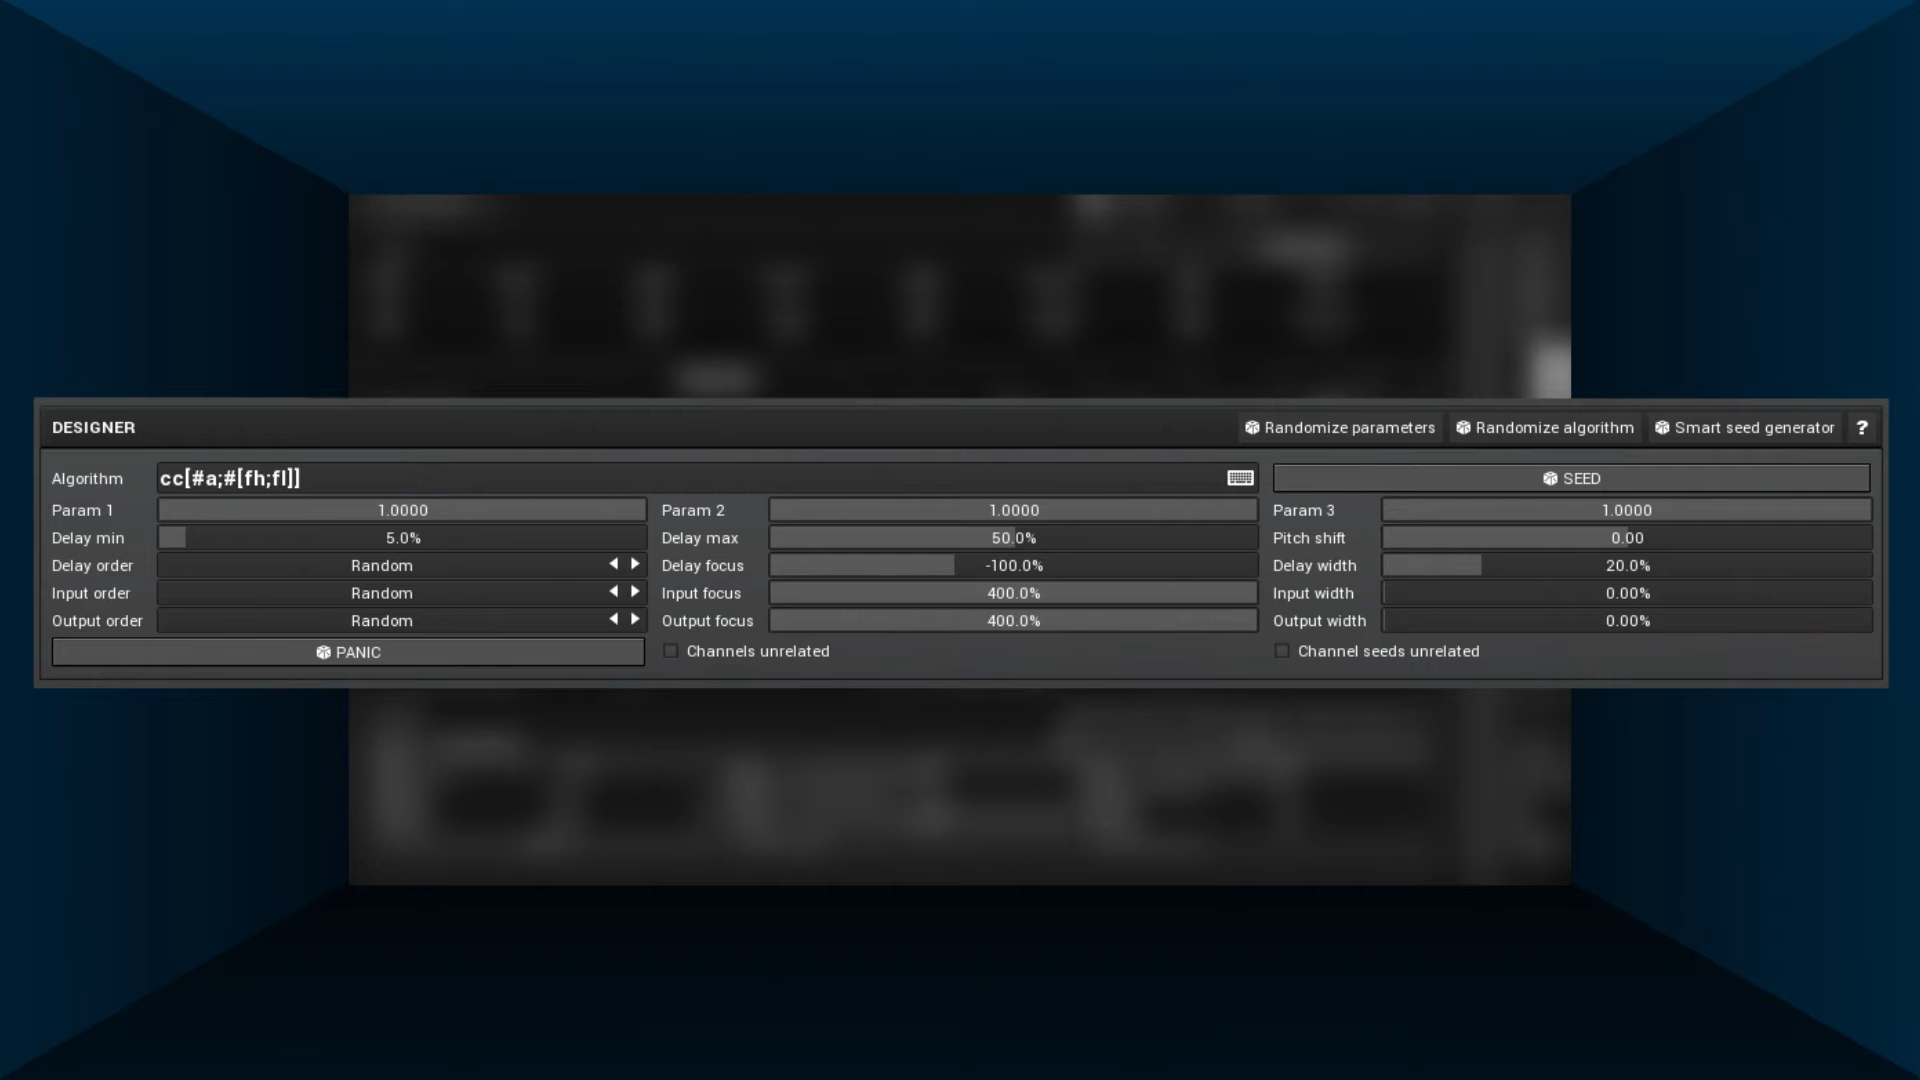 DESIGNER Randomize parameters Randomize algorithm Smart seed generator ?
Algorithm cc[#a;#[fh;fl]] SEED
Param 1 1.0000 Param 2 1.0000 Param 3 1.0000
Delay min 5.0% Delay max 50.0% Pitch shift 0.00
Delay order Random Delay focus -100.0% Delay width 20.0%
Input order Random Input focus 400.0% Input width 0.00%
Output order Random Output focus 400.0% Output width 0.00%
PANIC Channels unrelated Channel seeds unrelated